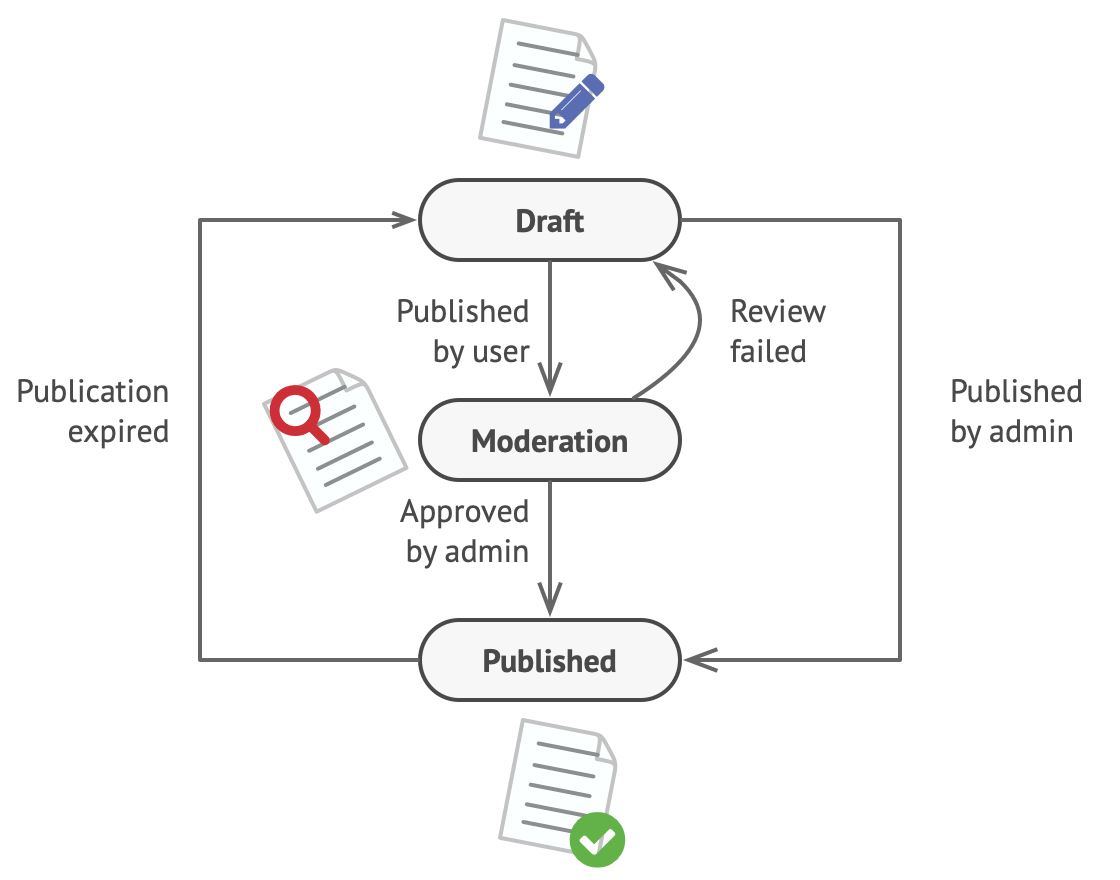 Draft
Published
by user
Review
failed
Publication
expired
Published
by admin
Moderation
Approved
by admin
Published